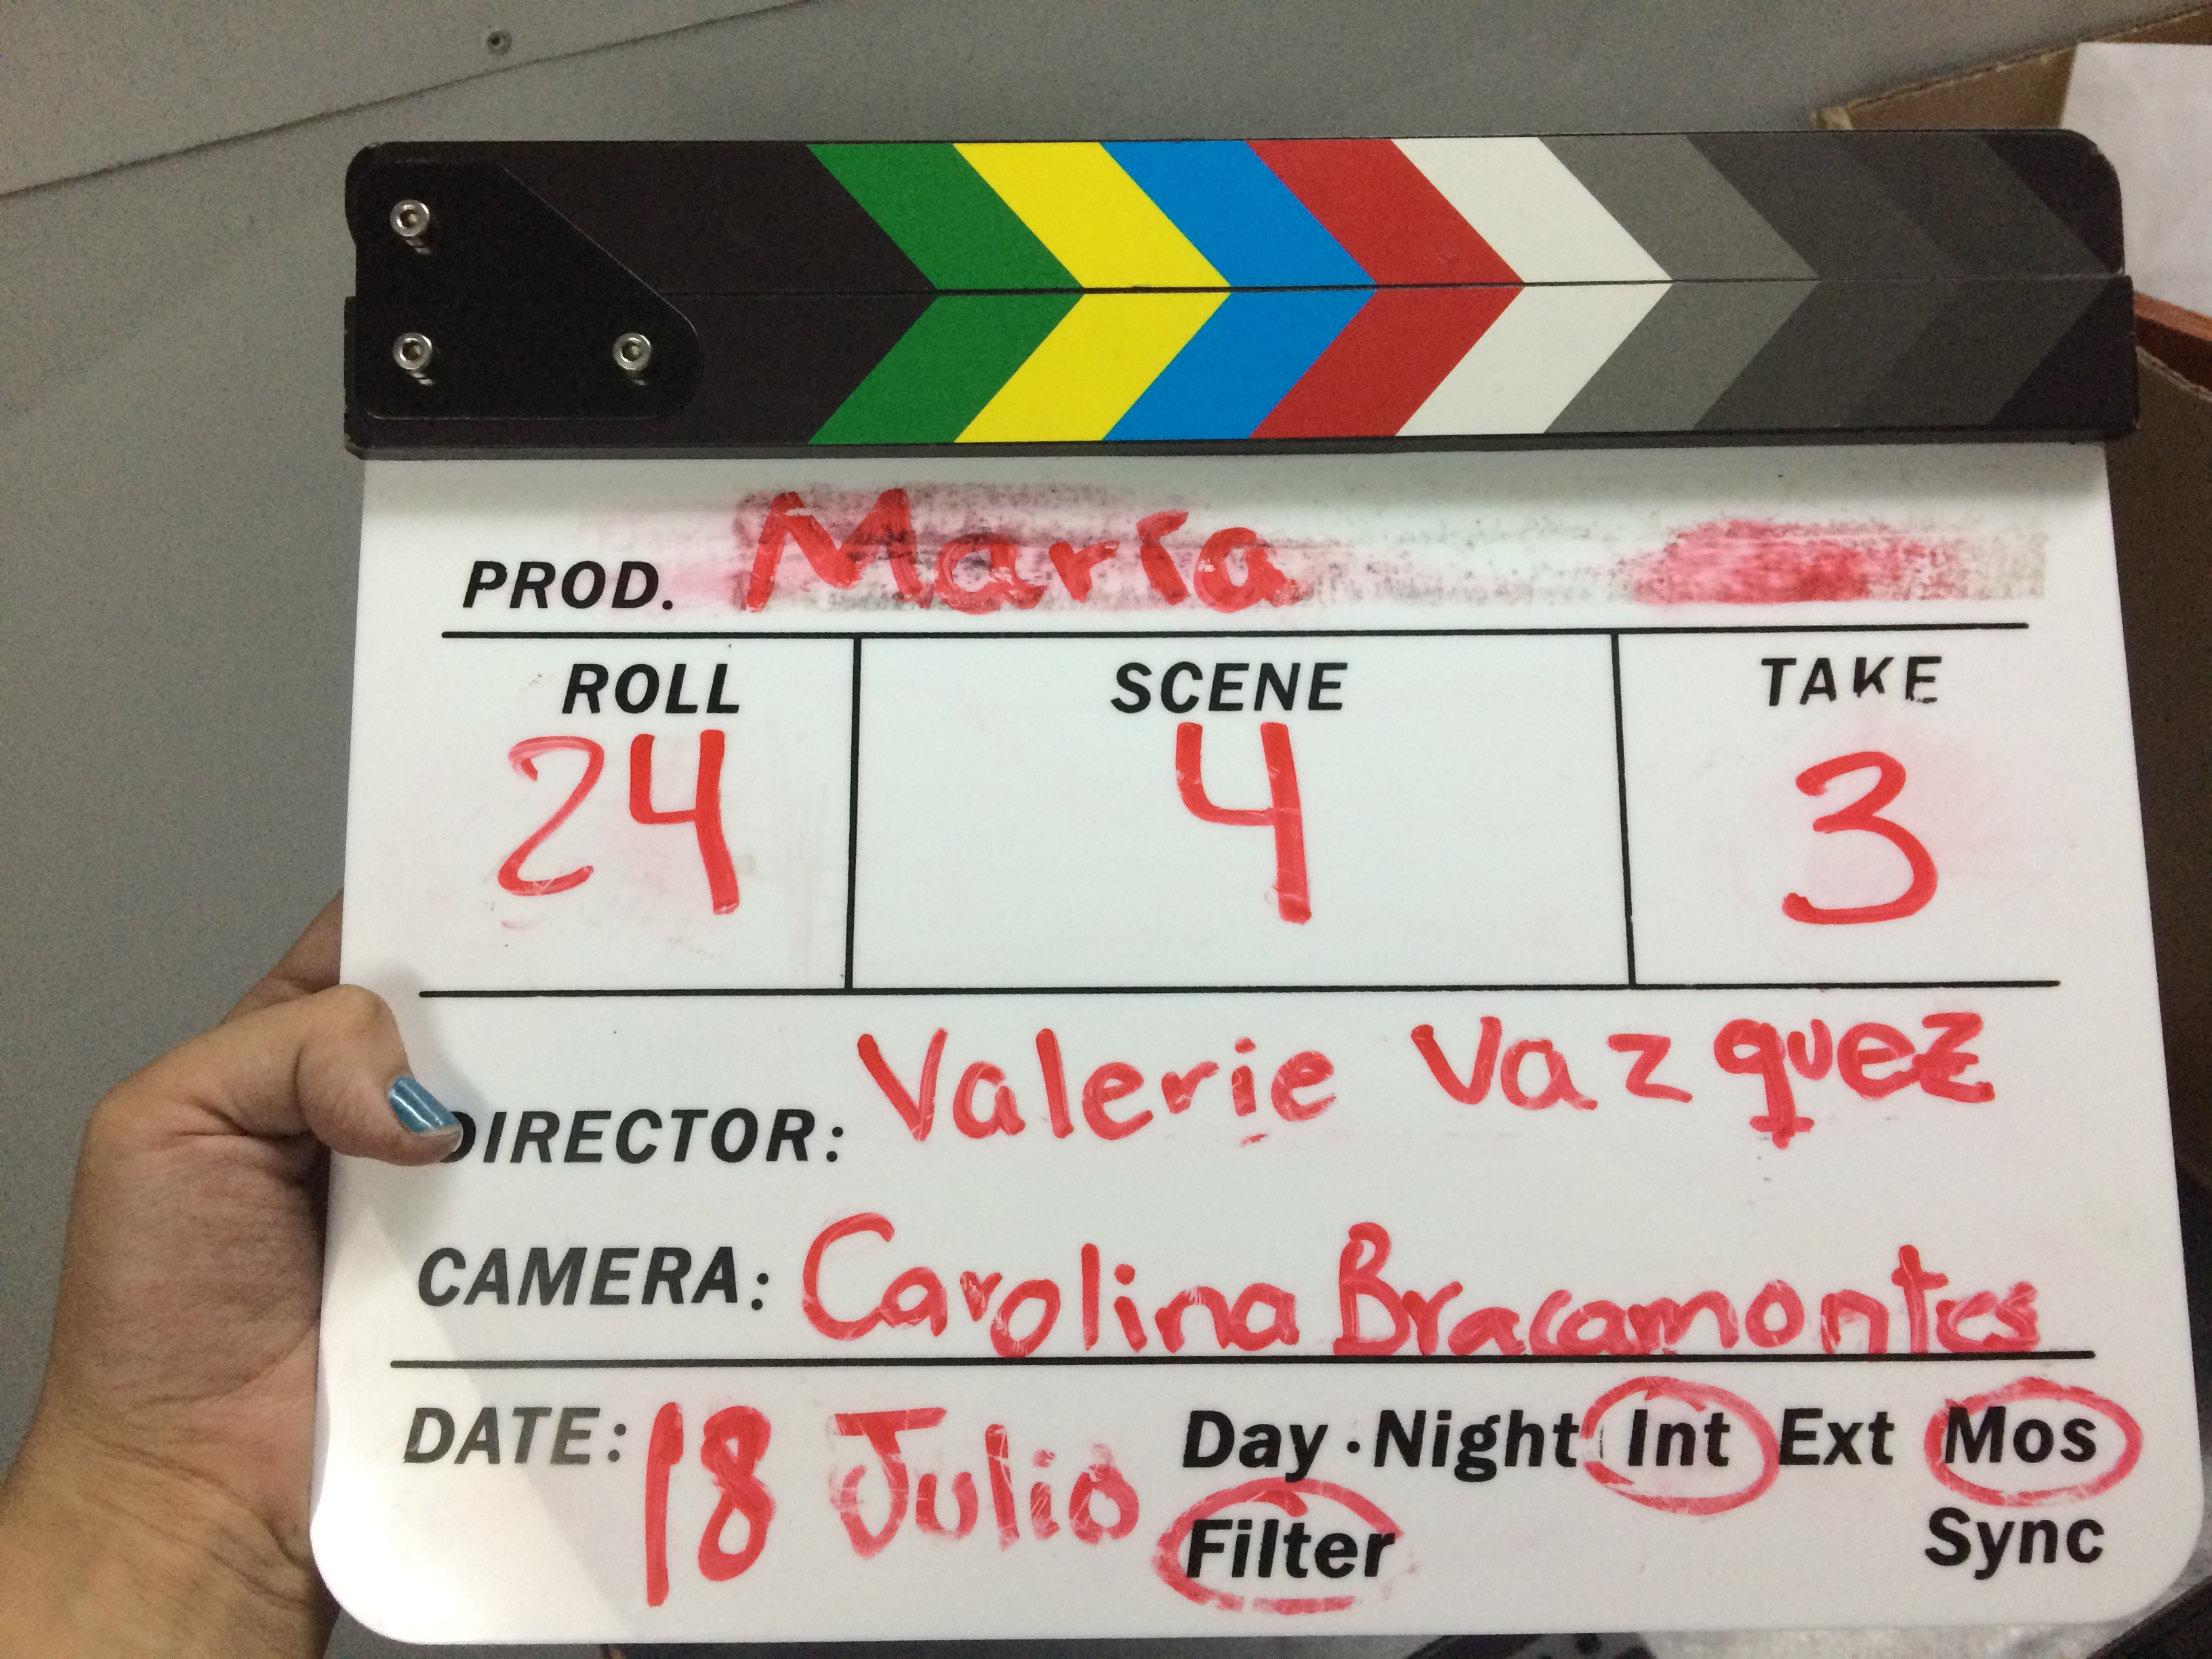 PROD. María
ROLL SCENE TAKE
24 4 3
DIRECTOR: Valerie Vazquez
CAMERA: Carolina Bracamontes
DATE: 18 Julio Day · Night Int Ext Mos
Filter Sync